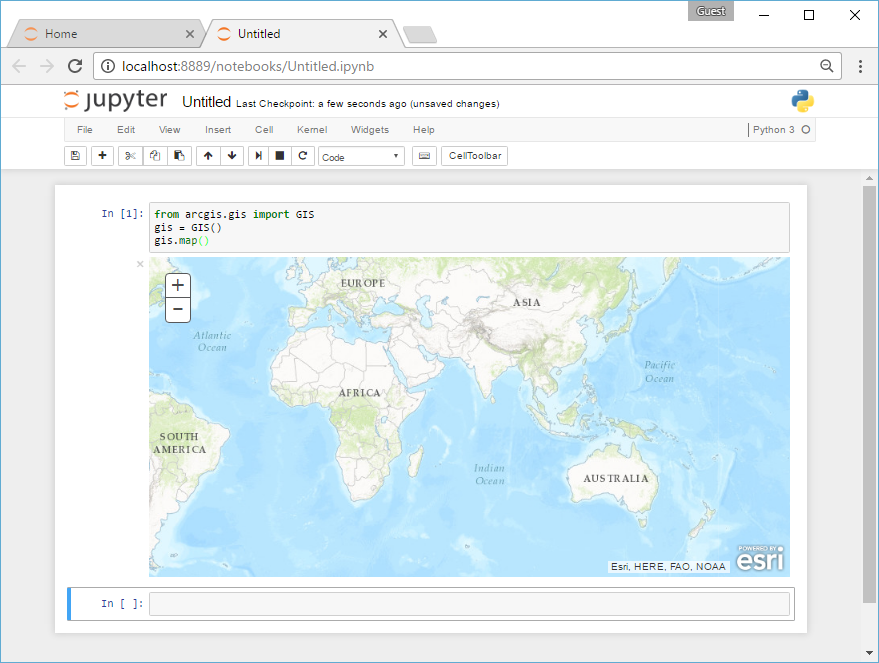 Guest
Home
Untitled
localhost:8889/notebooks/Untitled.ipynb
jupyter Untitled Last Checkpoint: a few seconds ago (unsaved changes)
File Edit View Insert Cell Kernel Widgets Help Python 3
Code CellToolbar
In [1]:
from arcgis.gis import GIS
gis = GIS()
gis.map()
+
−
EUROPE
ASIA
Atlantic
Ocean
Pacific
Ocean
AFRICA
SOUTH
AMERICA
Indian
Ocean
AUSTRALIA
POWERED BY
esri
Esri, HERE, FAO, NOAA
In [ ]: